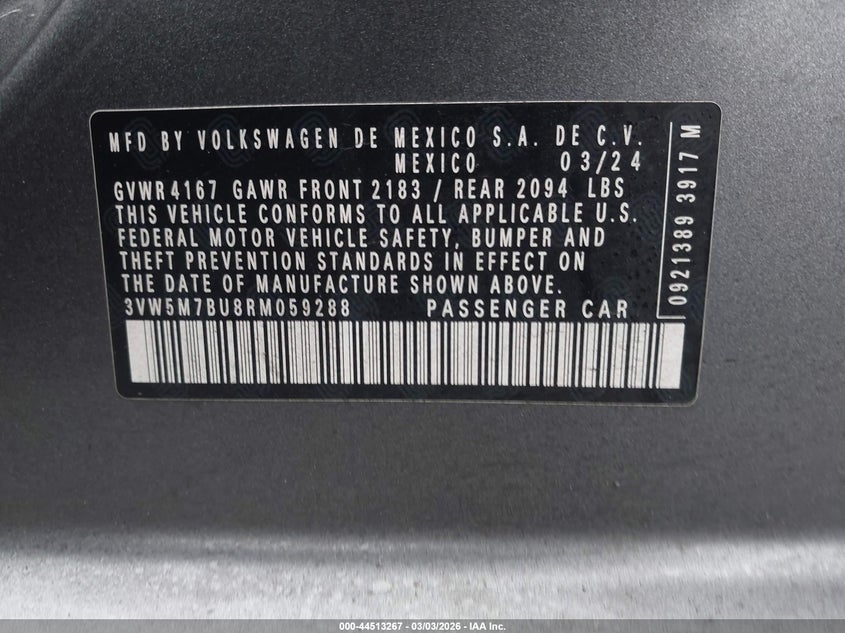 MFD BY VOLKSWAGEN DE MEXICO S.A. DE C.V.
MEXICO 03/24
GVWR 4167 GAWR FRONT 2183 / REAR 2094 LBS
THIS VEHICLE CONFORMS TO ALL APPLICABLE U.S.
FEDERAL MOTOR VEHICLE SAFETY, BUMPER AND
THEFT PREVENTION STANDARDS IN EFFECT ON
THE DATE OF MANUFACTURE SHOWN ABOVE.
3VW5M7BU8RM059288 PASSENGER CAR
0921389 3917 M
000-44513267 - 03/03/2026 - IAA Inc.